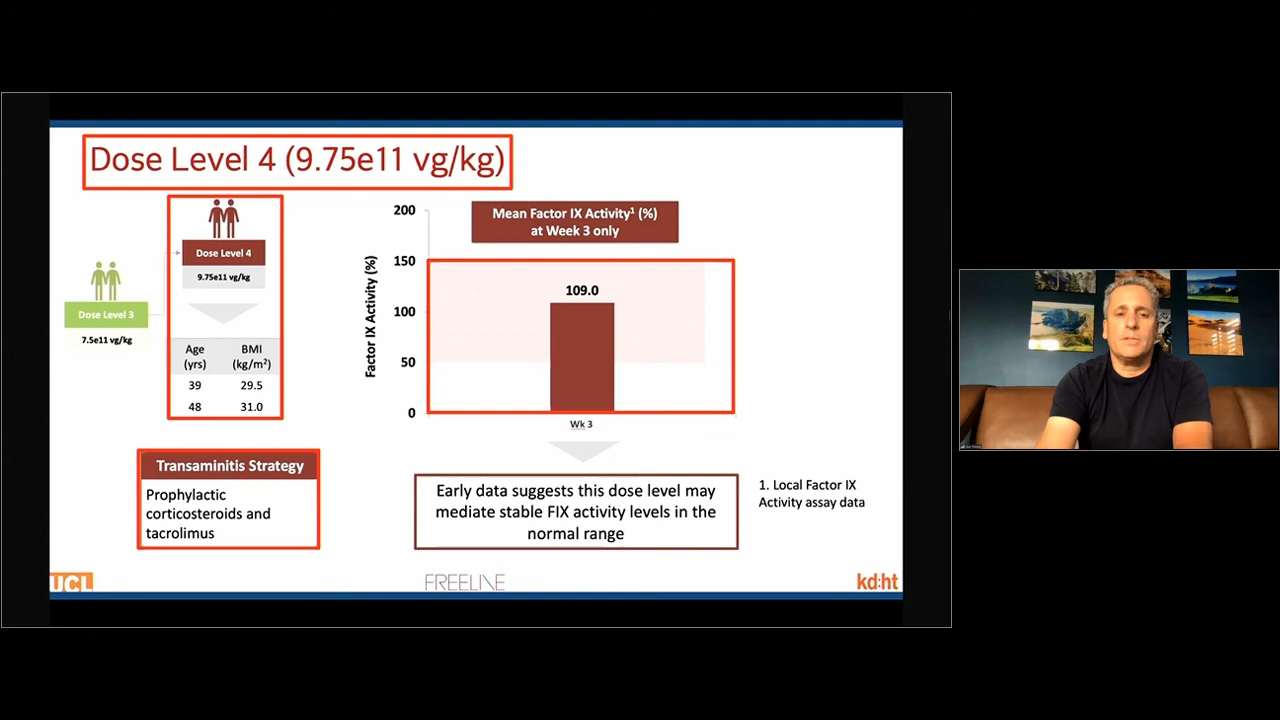 Dose Level 4 (9.75e11 vg/kg)
Dose Level 4
9.75e11 vg/kg
Dose Level 3
7.5e11 vg/kg
Age BMI
(yrs) (kg/m²)
39 29.5
48 31.0
Transaminitis Strategy
Prophylactic
corticosteroids and
tacrolimus
Mean Factor IX Activity¹ (%)
at Week 3 only
Factor IX Activity (%)
200
150
100
50
0
109.0
Wk 3
Early data suggests this dose level may
mediate stable FIX activity levels in the
normal range
1. Local Factor IX
Activity assay data
UCL
FREELINE
kd:ht